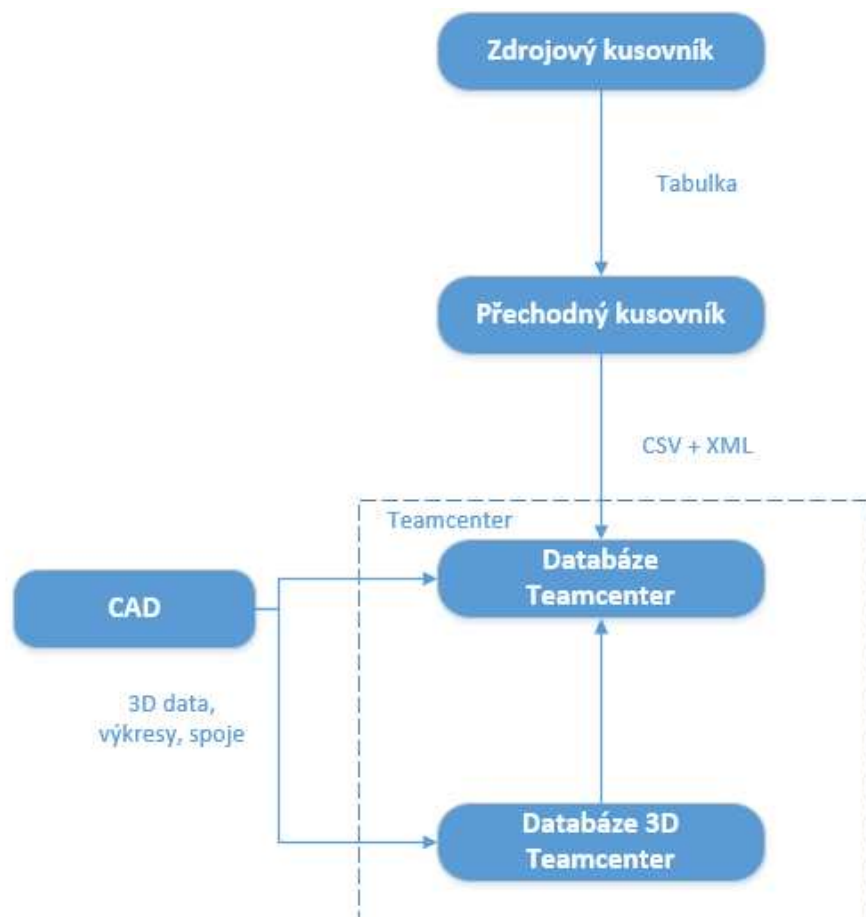 Zdrojový kusovník
Tabulka
Přechodný kusovník
CSV + XML
Teamcenter
Databáze
Teamcenter
CAD
3D data,
výkresy, spoje
Databáze 3D
Teamcenter